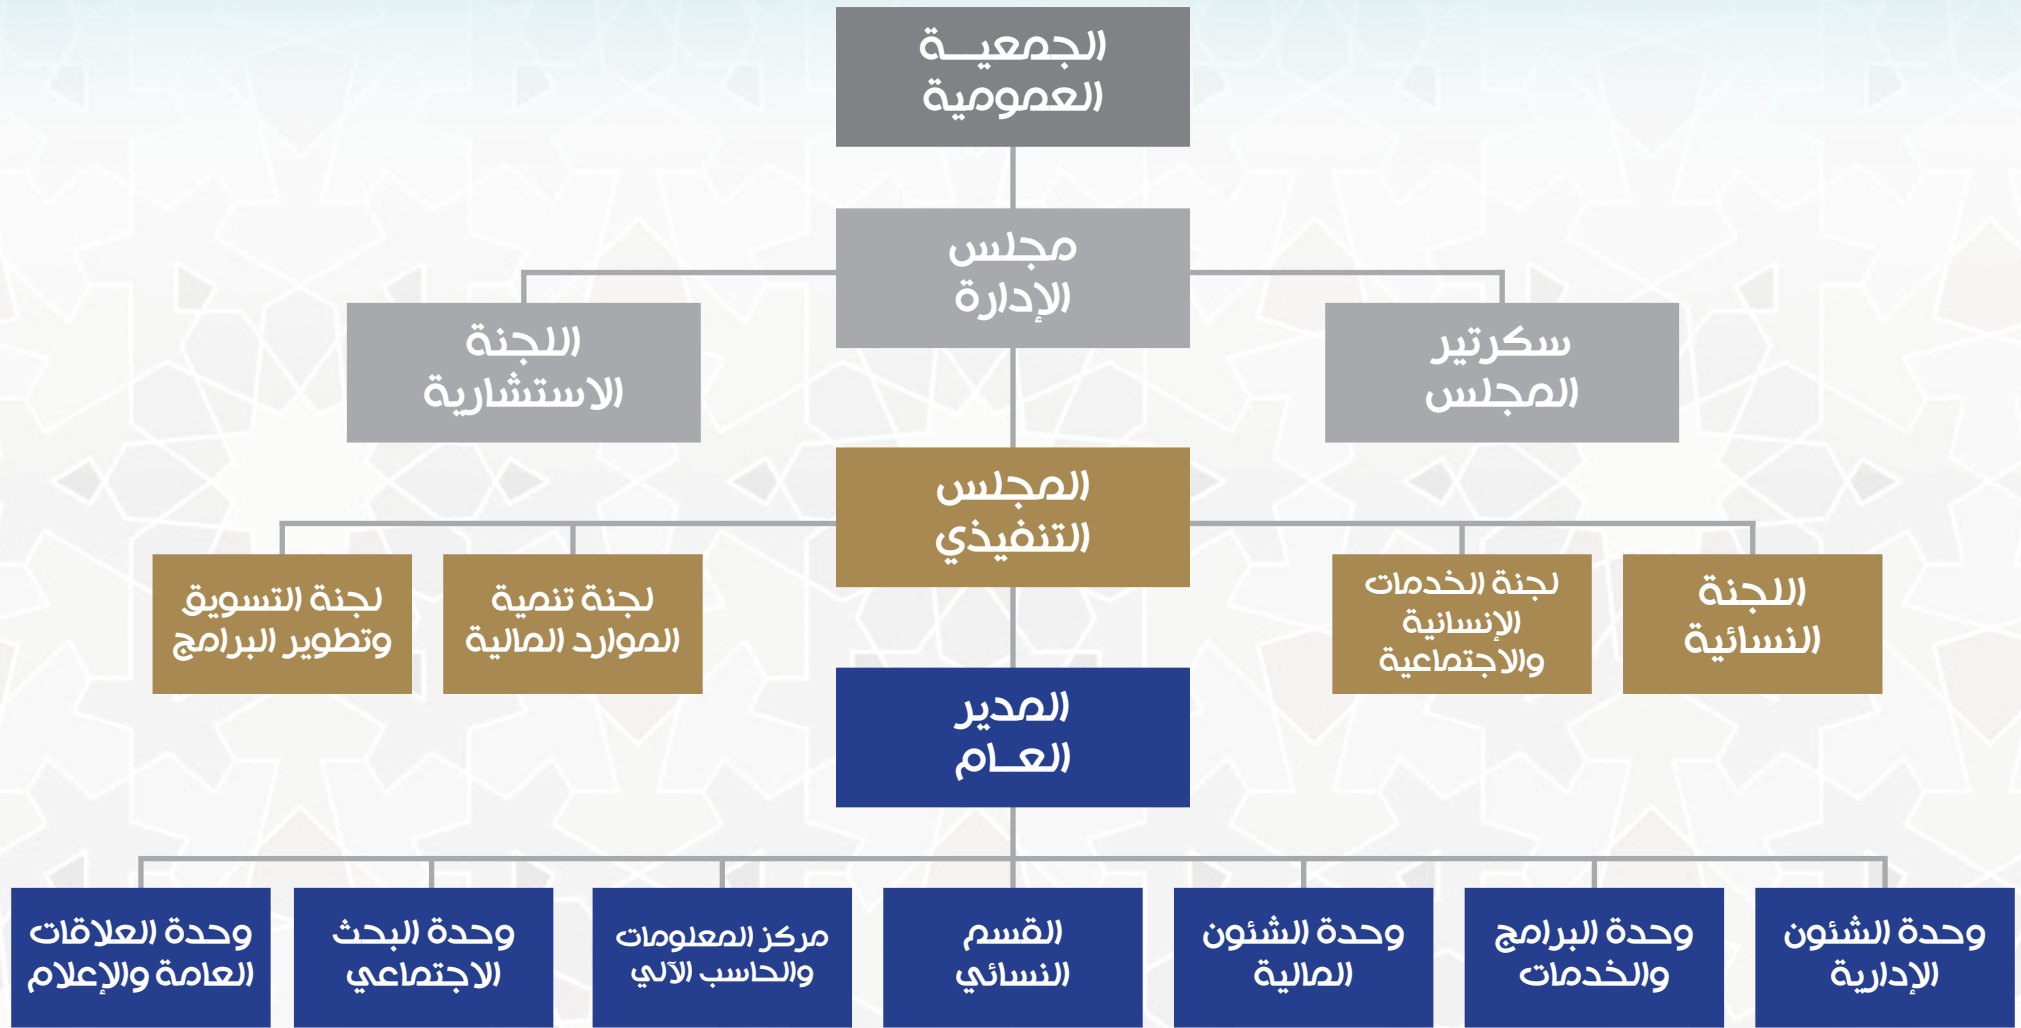 الجمعيــة
العمومية
مجلس
الإدارة
سكرتير
المجلس
اللجنة
الاستشارية
المجلس
التنفيذي
اللجنة
النسائية
لجنة الخدمات
الإنسانية
والاجتماعية
لجنة تنمية
الموارد المالية
لجنة التسويق
وتطوير البرامج
المدير
العــام
وحدة الشئون
الإدارية
وحدة البرامج
والخدمات
وحدة الشئون
المالية
القسم
النسائي
مركز المعلومات
والحاسب الآلي
وحدة البحث
الاجتماعي
وحدة العلاقات
العامة والإعلام